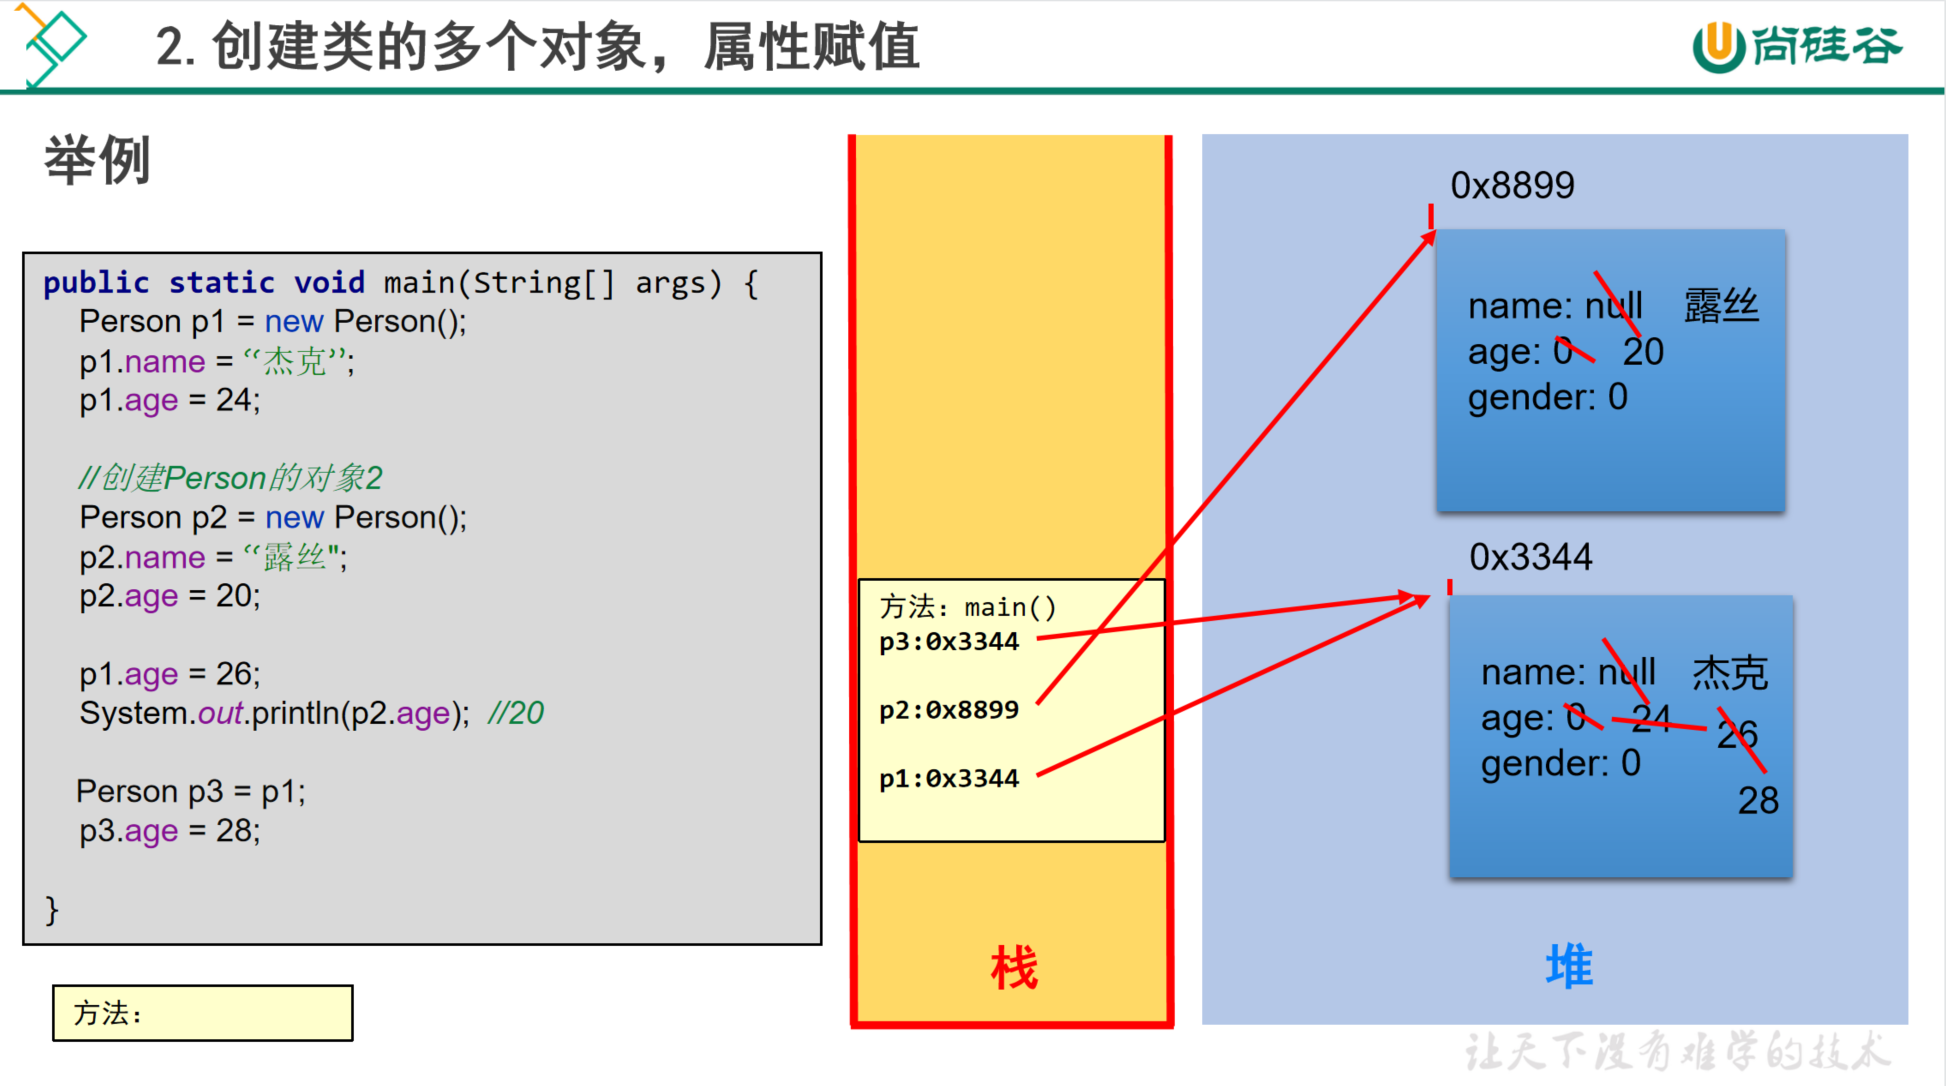 2. 创建类的多个对象，属性赋值
尚硅谷
举例
public static void main(String[] args) {
Person p1 = new Person();
p1.name = “杰克”;
p1.age = 24;
//创建Person的对象2
Person p2 = new Person();
p2.name = “露丝";
p2.age = 20;
p1.age = 26;
System.out.println(p2.age);  //20
Person p3 = p1;
p3.age = 28;
}
方法：
方法：main()
p3:0x3344
p2:0x8899
p1:0x3344
栈
0x8899
name: null 露丝
age: 0 20
gender: 0
0x3344
name: null 杰克
age: 0 24 26
gender: 0
28
堆
让天下没有难学的技术